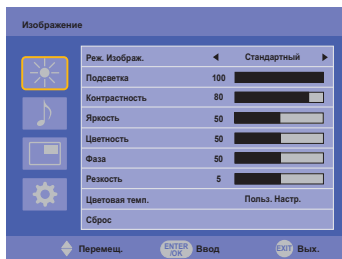 Изображение
Реж. Изображ. Стандартный
Подсветка 100
Контрастность 80
Яркость 50
Цветность 50
Фаза 50
Резкость 5
Цветовая темп. Польз. Настр.
Сброс
Перемещ. ENTER /OK Ввод EXIT Вых.